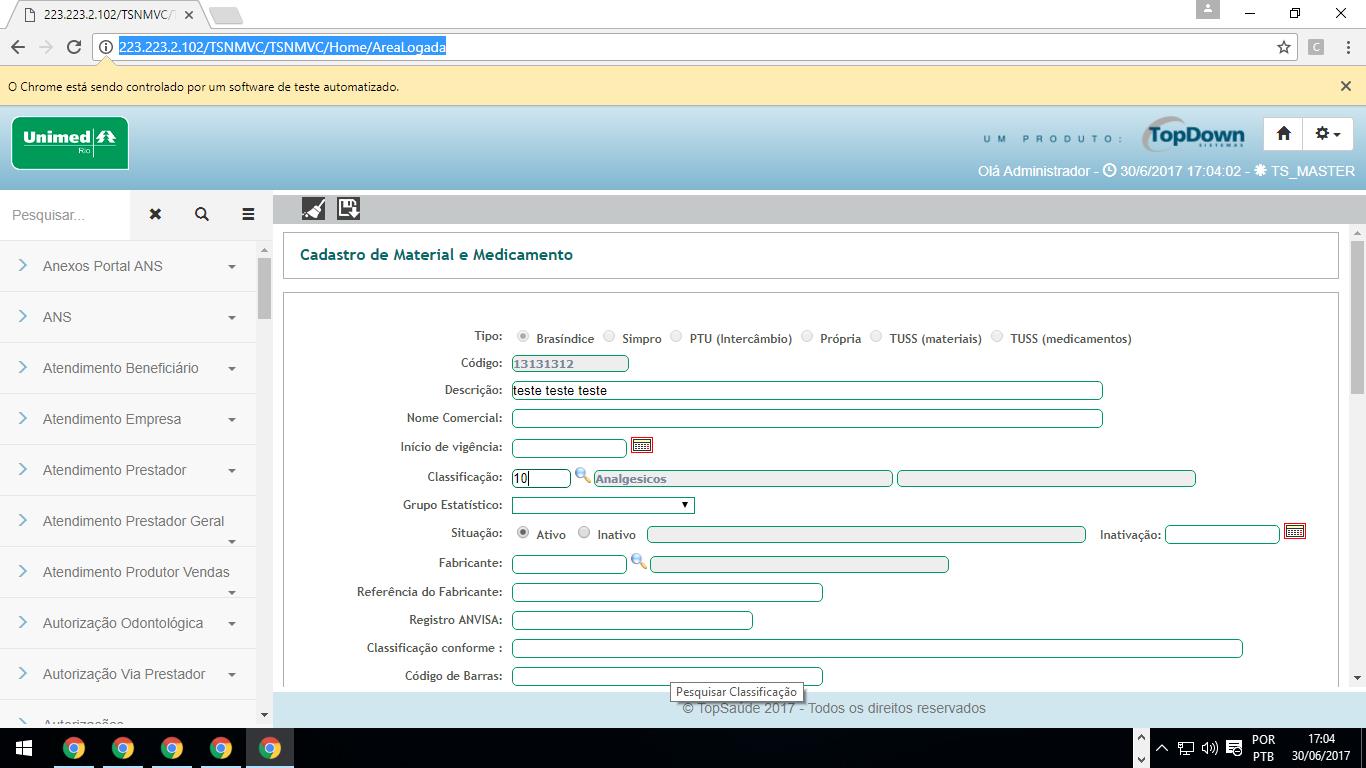 223.223.2.102/TSNMVC/T
223.223.2.102/TSNMVC/TSNMVC/Home/AreaLogada
C
O Chrome está sendo controlado por um software de teste automatizado.
Unimed
Rio
UM PRODUTO:
TopDown
SISTEMAS
Olá Administrador - 30/6/2017 17:04:02 - TS_MASTER
Pesquisar...
Anexos Portal ANS
ANS
Atendimento Beneficiário
Atendimento Empresa
Atendimento Prestador
Atendimento Prestador Geral
Atendimento Produtor Vendas
Autorização Odontológica
Autorização Via Prestador
Autorizações
Cadastro de Material e Medicamento
Tipo: Brasíndice Simpro PTU (Intercâmbio) Própria TUSS (materiais) TUSS (medicamentos)
Código: 13131312
Descrição: teste teste teste
Nome Comercial:
Início de vigência:
Classificação: 10 Analgesicos
Grupo Estatístico:
Situação: Ativo Inativo Inativação:
Fabricante:
Referência do Fabricante:
Registro ANVISA:
Classificação conforme :
Código de Barras:
Pesquisar Classificação
© TopSaúde 2017 - Todos os direitos reservados
POR
PTB
17:04
30/06/2017